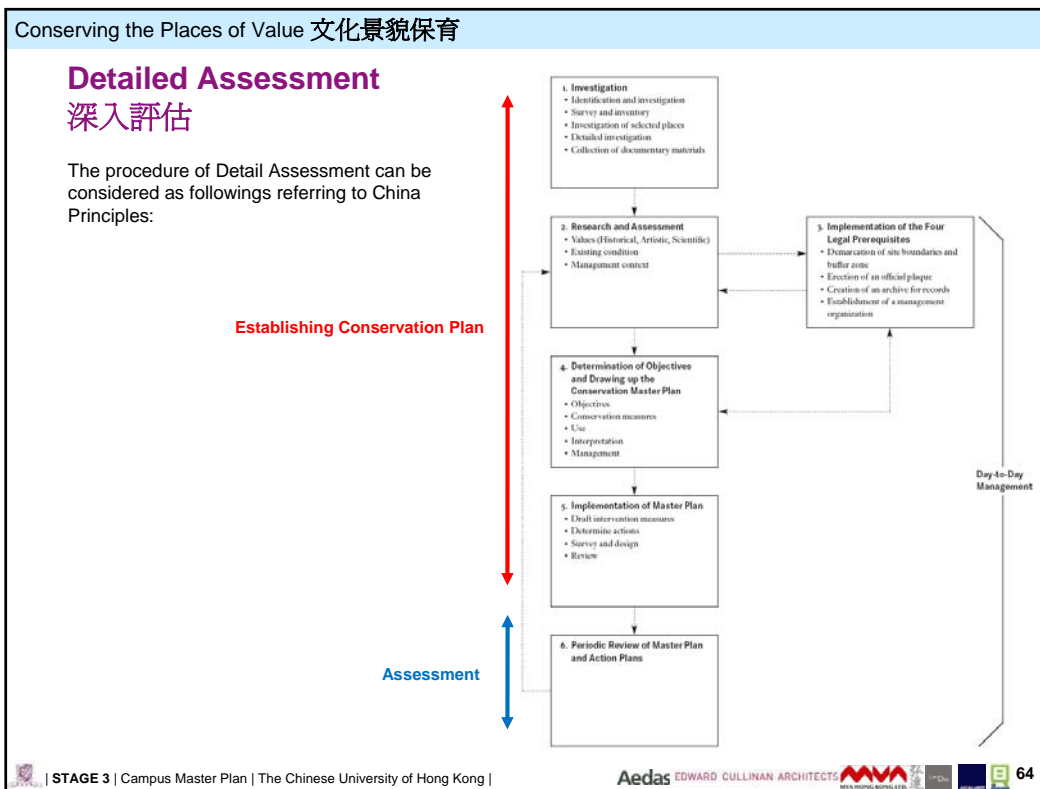 Conserving the Places of Value 文化景貌保育
Detailed Assessment
深入評估
The procedure of Detail Assessment can be
considered as followings referring to China
Principles:
Establishing Conservation Plan
Assessment
1. Investigation
• Identification and investigation
• Survey and inventory
• Investigation of selected places
• Detailed investigation
• Collection of documentary materials
2. Research and Assessment
• Values (Historical, Artistic, Scientific)
• Existing condition
• Management context
3. Implementation of the Four
Legal Prerequisites
• Demarcation of site boundaries and
buffer zone
• Erection of an official plaque
• Creation of an archive for records
• Establishment of a management
organization
4. Determination of Objectives
and Drawing up the
Conservation Master Plan
• Objectives
• Conservation measures
• Use
• Interpretation
• Management
5. Implementation of Master Plan
• Draft intervention measures
• Determine actions
• Survey and design
• Review
6. Periodic Review of Master Plan
and Action Plans
Day-to-Day
Management
| STAGE 3 | Campus Master Plan | The Chinese University of Hong Kong |
Aedas EDWARD CULLINAN ARCHITECTS MVA
MVA HONG KONG LTD.
64